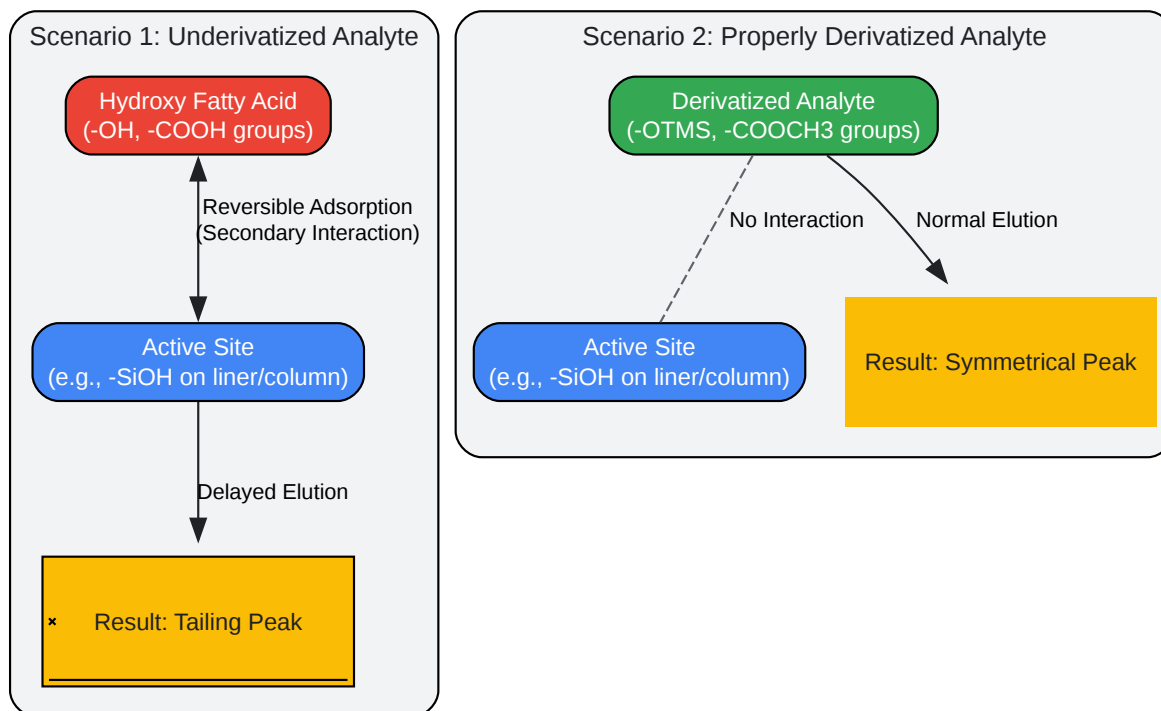 Scenario 1: Underivatized Analyte
Hydroxy Fatty Acid
(-OH, -COOH groups)
Reversible Adsorption
(Secondary Interaction)
Active Site
(e.g., -SiOH on liner/column)
Delayed Elution
Result: Tailing Peak
Scenario 2: Properly Derivatized Analyte
Derivatized Analyte
(-OTMS, -COOCH3 groups)
No Interaction
Normal Elution
Active Site
(e.g., -SiOH on liner/column)
Result: Symmetrical Peak